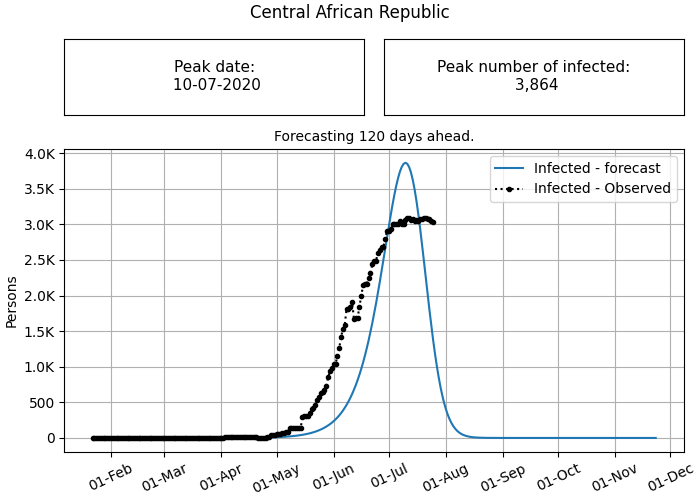 Central African Republic
Peak date:
10-07-2020
Peak number of infected:
3,864
Forecasting 120 days ahead.
Infected - forecast
Infected - Observed
4.0K
3.5K
3.0K
2.5K
2.0K
1.5K
1.0K
500
0
Persons
01-Feb
01-Mar
01-Apr
01-May
01-Jun
01-Jul
01-Aug
01-Sep
01-Oct
01-Nov
01-Dec